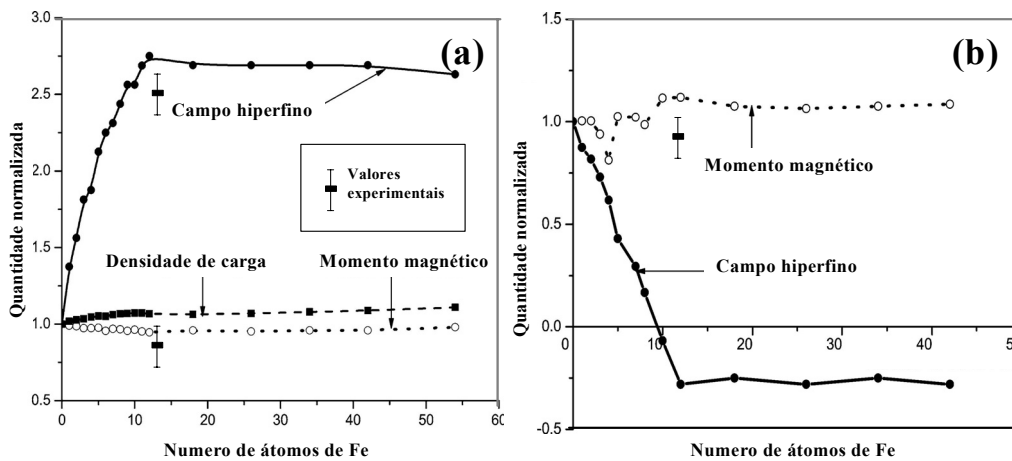 (a)
Quantidade normalizada
3.0
2.5
2.0
1.5
1.0
0.5
Campo hiperfino
Valores
experimentais
Densidade de carga
Momento magnético
0 10 20 30 40 50 60
Numero de átomos de Fe
(b)
Quantidade normalizada
1.5
1.0
0.5
0.0
-0.5
Momento magnético
Campo hiperfino
0 10 20 30 40 50
Numero de átomos de Fe